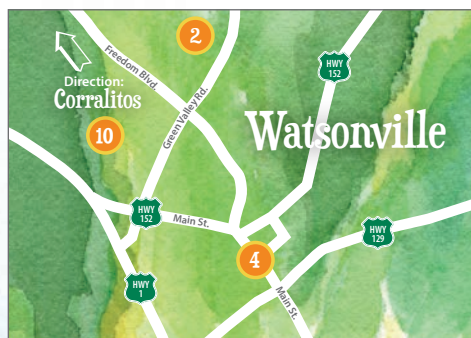 2
Freedom Blvd.
HWY
152
Direction:
Corralitos
Green Valley Rd.
Watsonville
10
HWY
152
Main St.
HWY
129
4
HWY
1
Main St.